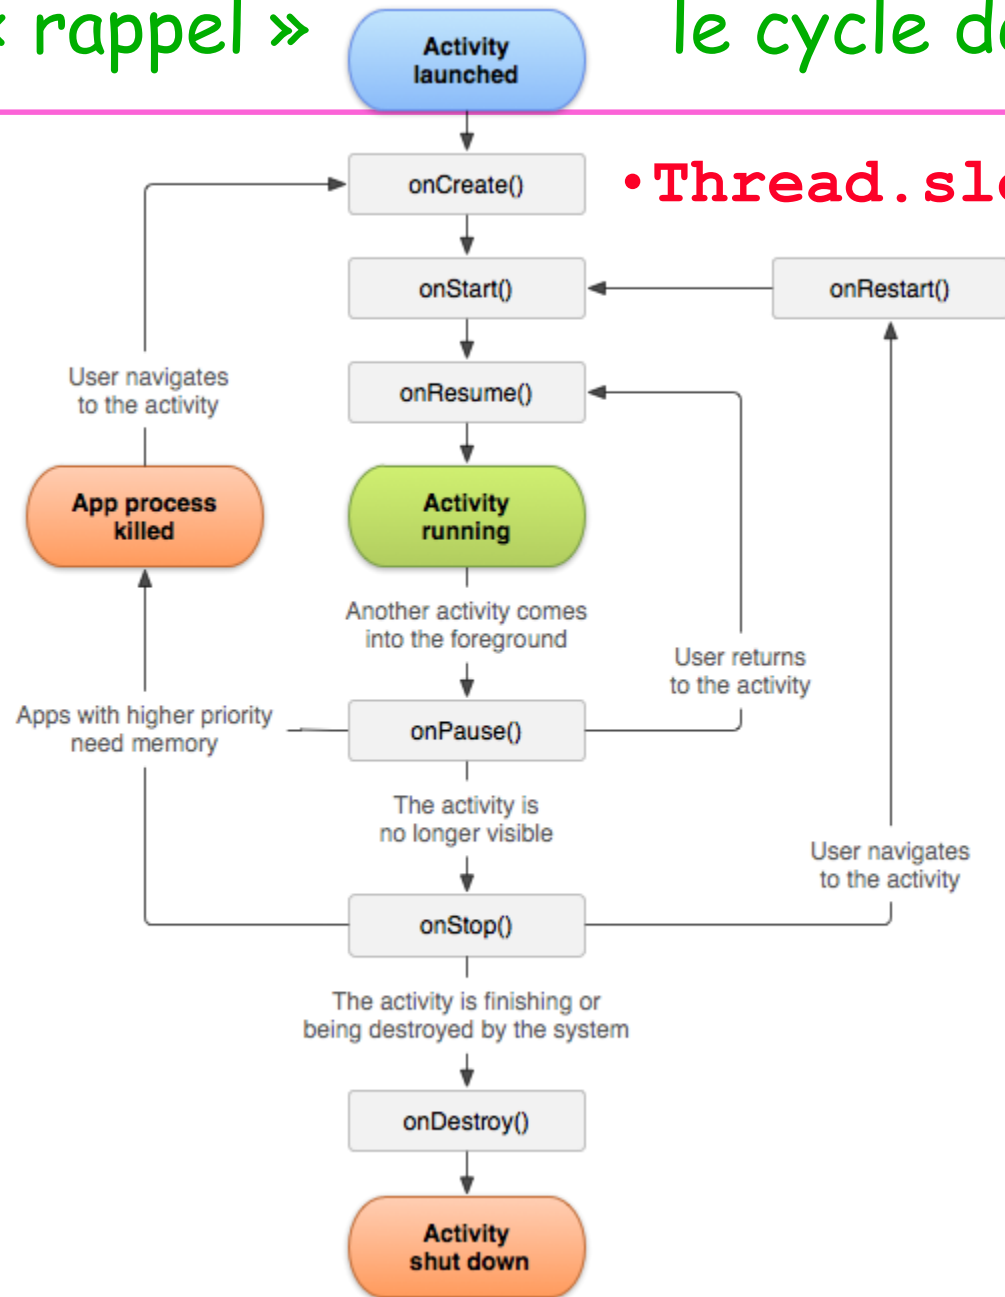 « rappel »
le cycle de
Activity
launched
onCreate()
•Thread.sle
onStart()
onRestart()
User navigates
to the activity
onResume()
App process
killed
Activity
running
Another activity comes
into the foreground
User returns
to the activity
Apps with higher priority
need memory
onPause()
The activity is
no longer visible
User navigates
to the activity
onStop()
The activity is finishing or
being destroyed by the system
onDestroy()
Activity
shut down